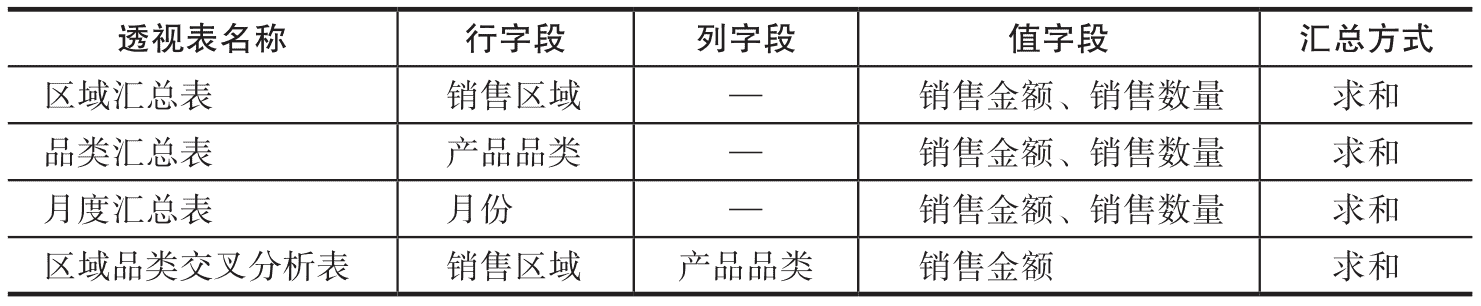 透视表名称 行字段 列字段 值字段 汇总方式
区域汇总表 销售区域 — 销售金额、销售数量 求和
品类汇总表 产品品类 — 销售金额、销售数量 求和
月度汇总表 月份 — 销售金额、销售数量 求和
区域品类交叉分析表 销售区域 产品品类 销售金额 求和